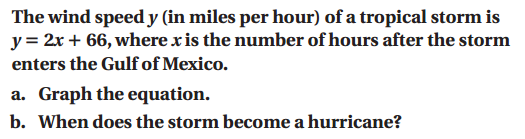 The wind speed y (in miles per hour) of a tropical storm is
y = 2x + 66, where x is the number of hours after the storm
enters the Gulf of Mexico.
a. Graph the equation.
b. When does the storm become a hurricane?